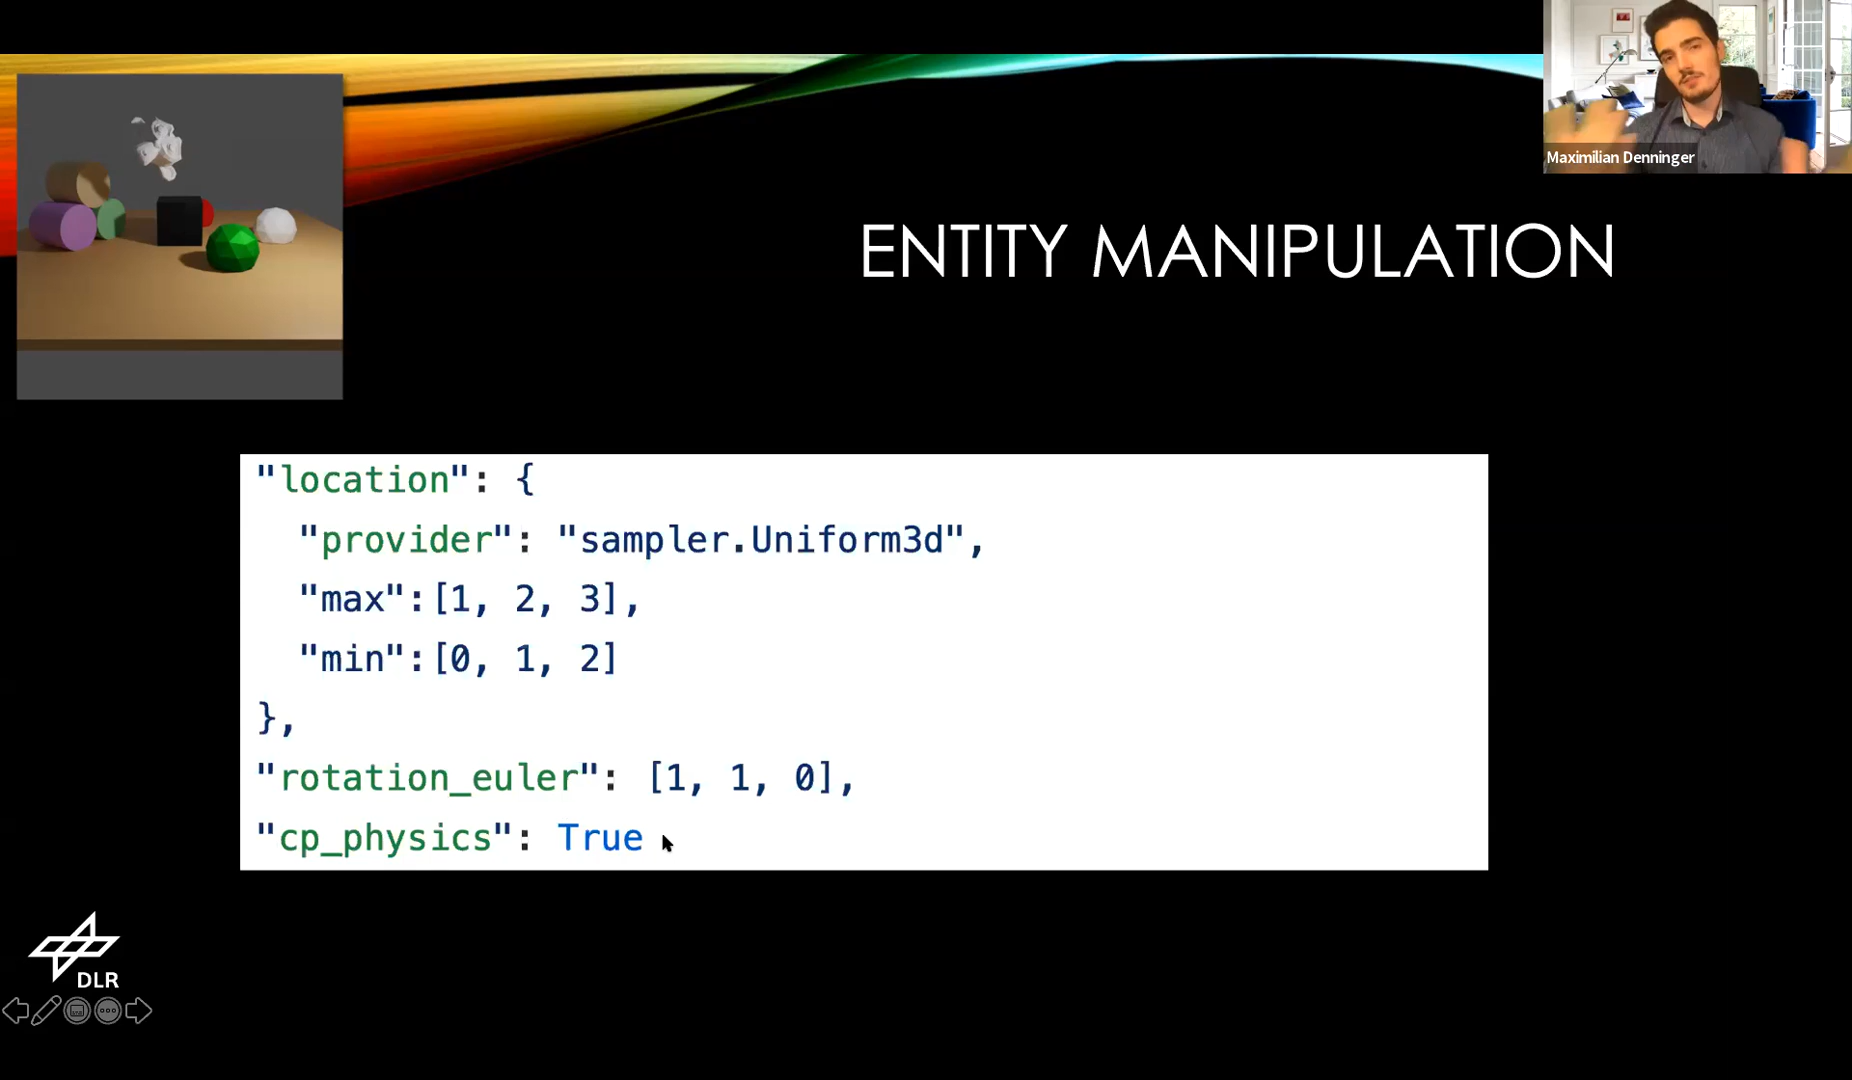 Maximilian Denninger
ENTITY MANIPULATION
"location": {
"provider": "sampler.Uniform3d",
"max":[1, 2, 3],
"min":[0, 1, 2]
},
"rotation_euler": [1, 1, 0],
"cp_physics": True
DLR